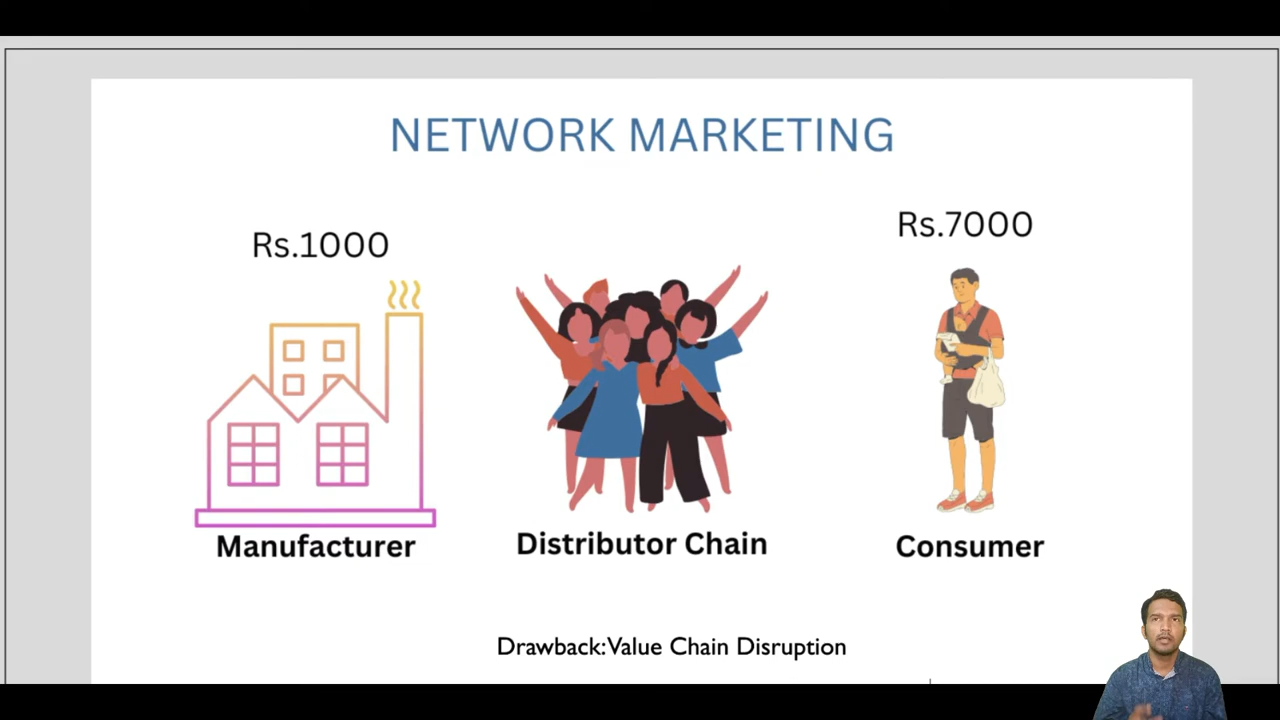 NETWORK MARKETING
Rs.1000
Rs.7000
Manufacturer
Distributor Chain
Consumer
Drawback: Value Chain Disruption